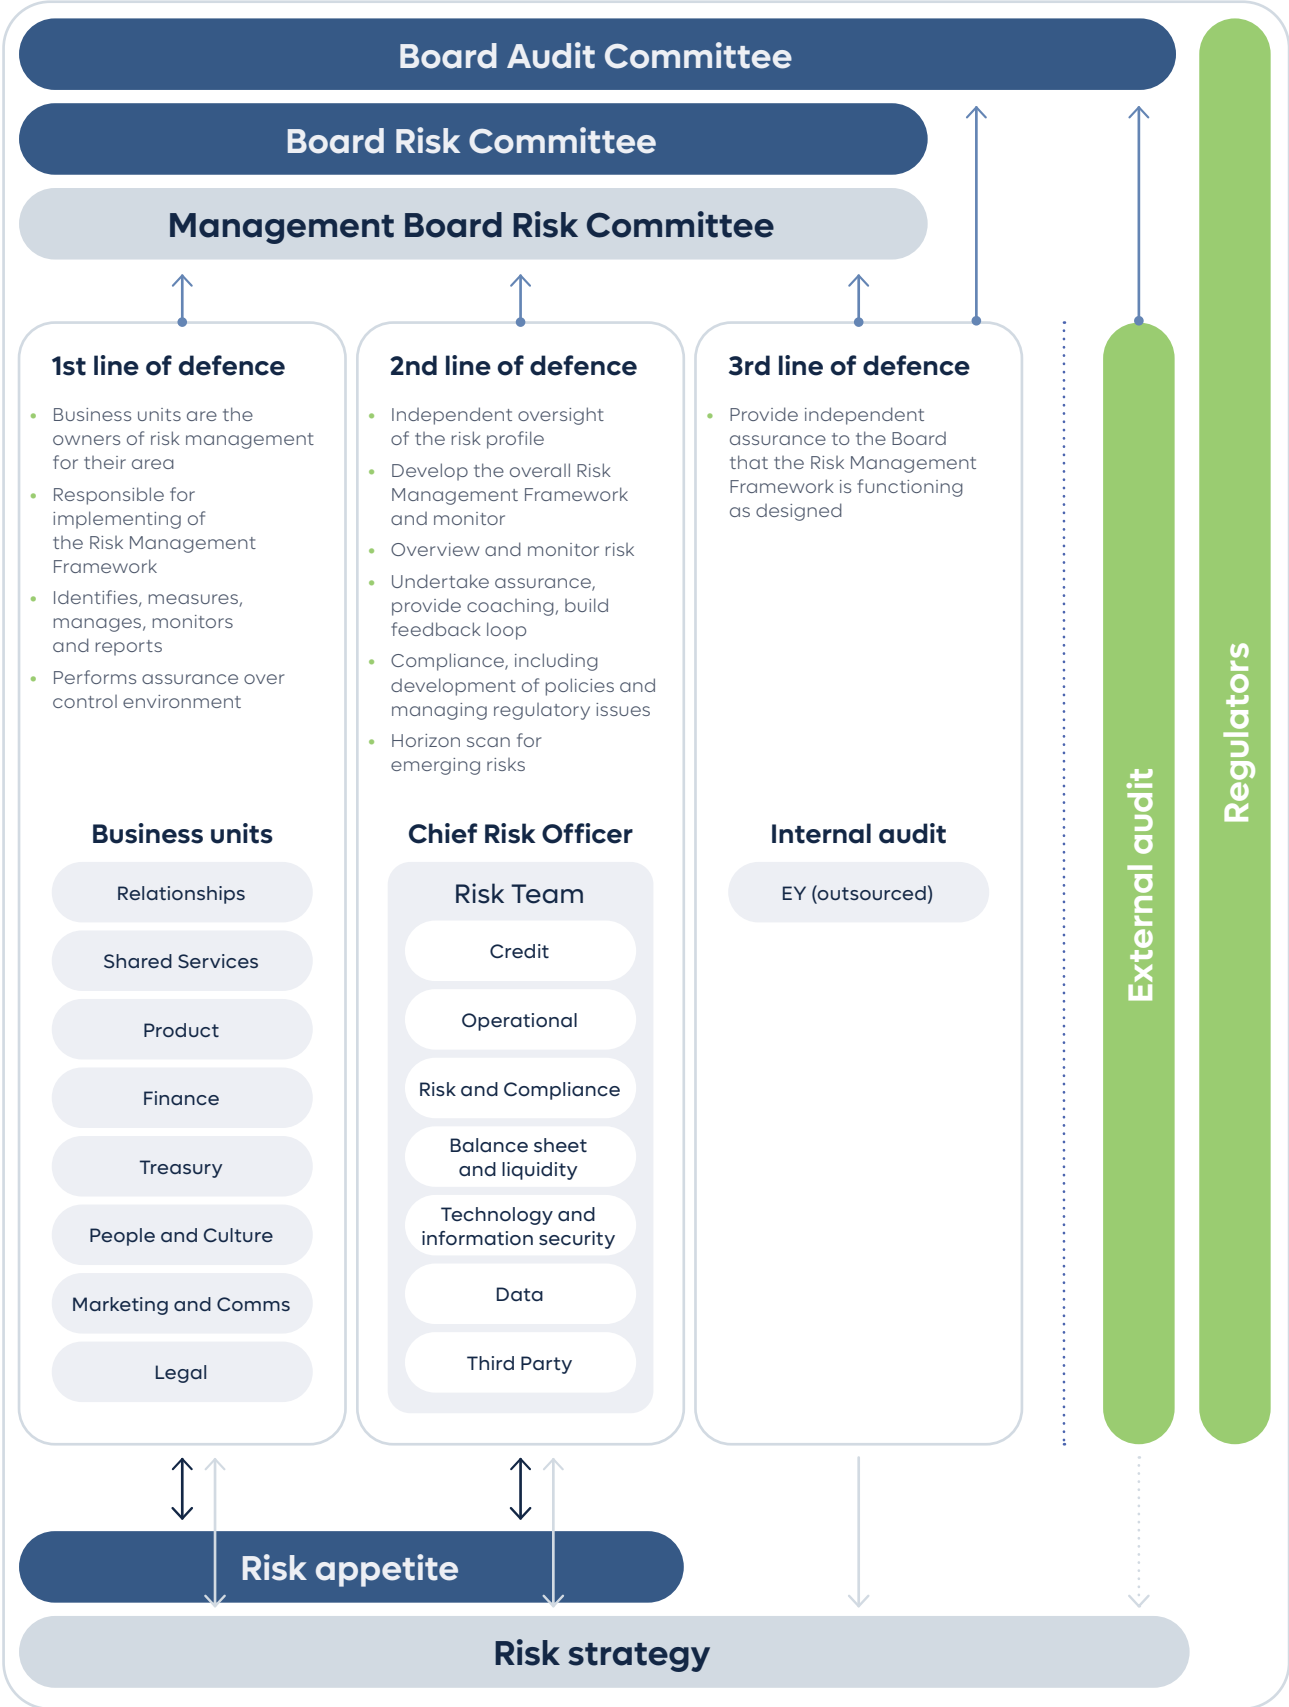 Board Audit Committee
Board Risk Committee
Management Board Risk Committee
1st line of defence
• Business units are the
owners of risk management
for their area
• Responsible for
implementing of
the Risk Management
Framework
• Identifies, measures,
manages, monitors
and reports
• Performs assurance over
control environment
Business units
Relationships
Shared Services
Product
Finance
Treasury
People and Culture
Marketing and Comms
Legal
2nd line of defence
• Independent oversight
of the risk profile
• Develop the overall Risk
Management Framework
and monitor
• Overview and monitor risk
• Undertake assurance,
provide coaching, build
feedback loop
• Compliance, including
development of policies and
managing regulatory issues
• Horizon scan for
emerging risks
Chief Risk Officer
Risk Team
Credit
Operational
Risk and Compliance
Balance sheet
and liquidity
Technology and
information security
Data
Third Party
3rd line of defence
• Provide independent
assurance to the Board
that the Risk Management
Framework is functioning
as designed
Internal audit
EY (outsourced)
External audit
Regulators
Risk appetite
Risk strategy